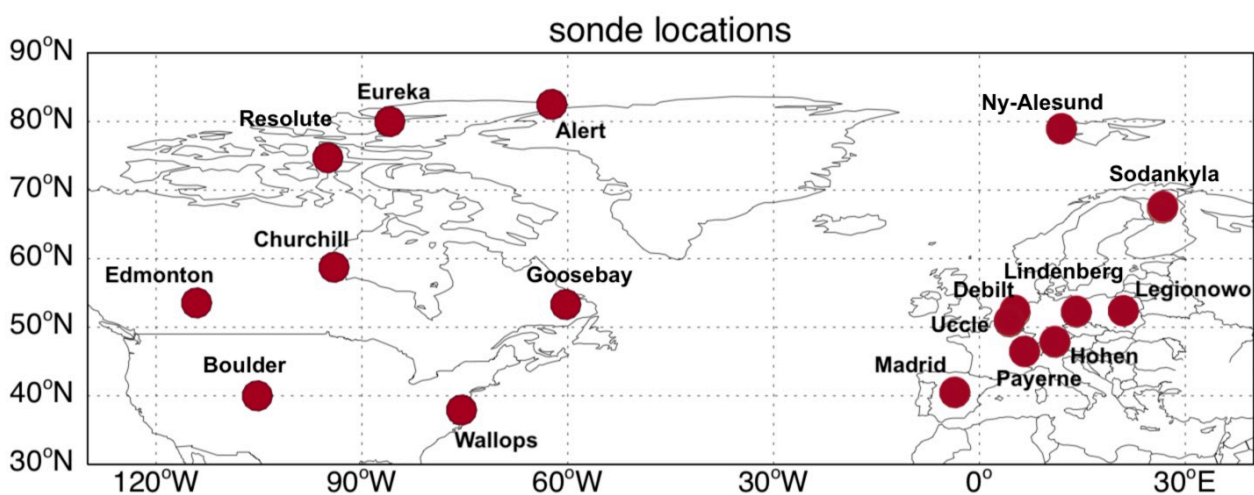 sonde locations
90°N
80°N
70°N
60°N
50°N
40°N
30°N
Eureka
Resolute
Alert
Ny-Alesund
Sodankyla
Churchill
Edmonton
Goosebay
Lindenberg
Debilt
Legionowo
Uccle
Boulder
Madrid
Hohen
Payerne
Wallops
120°W
90°W
60°W
30°W
0°
30°E